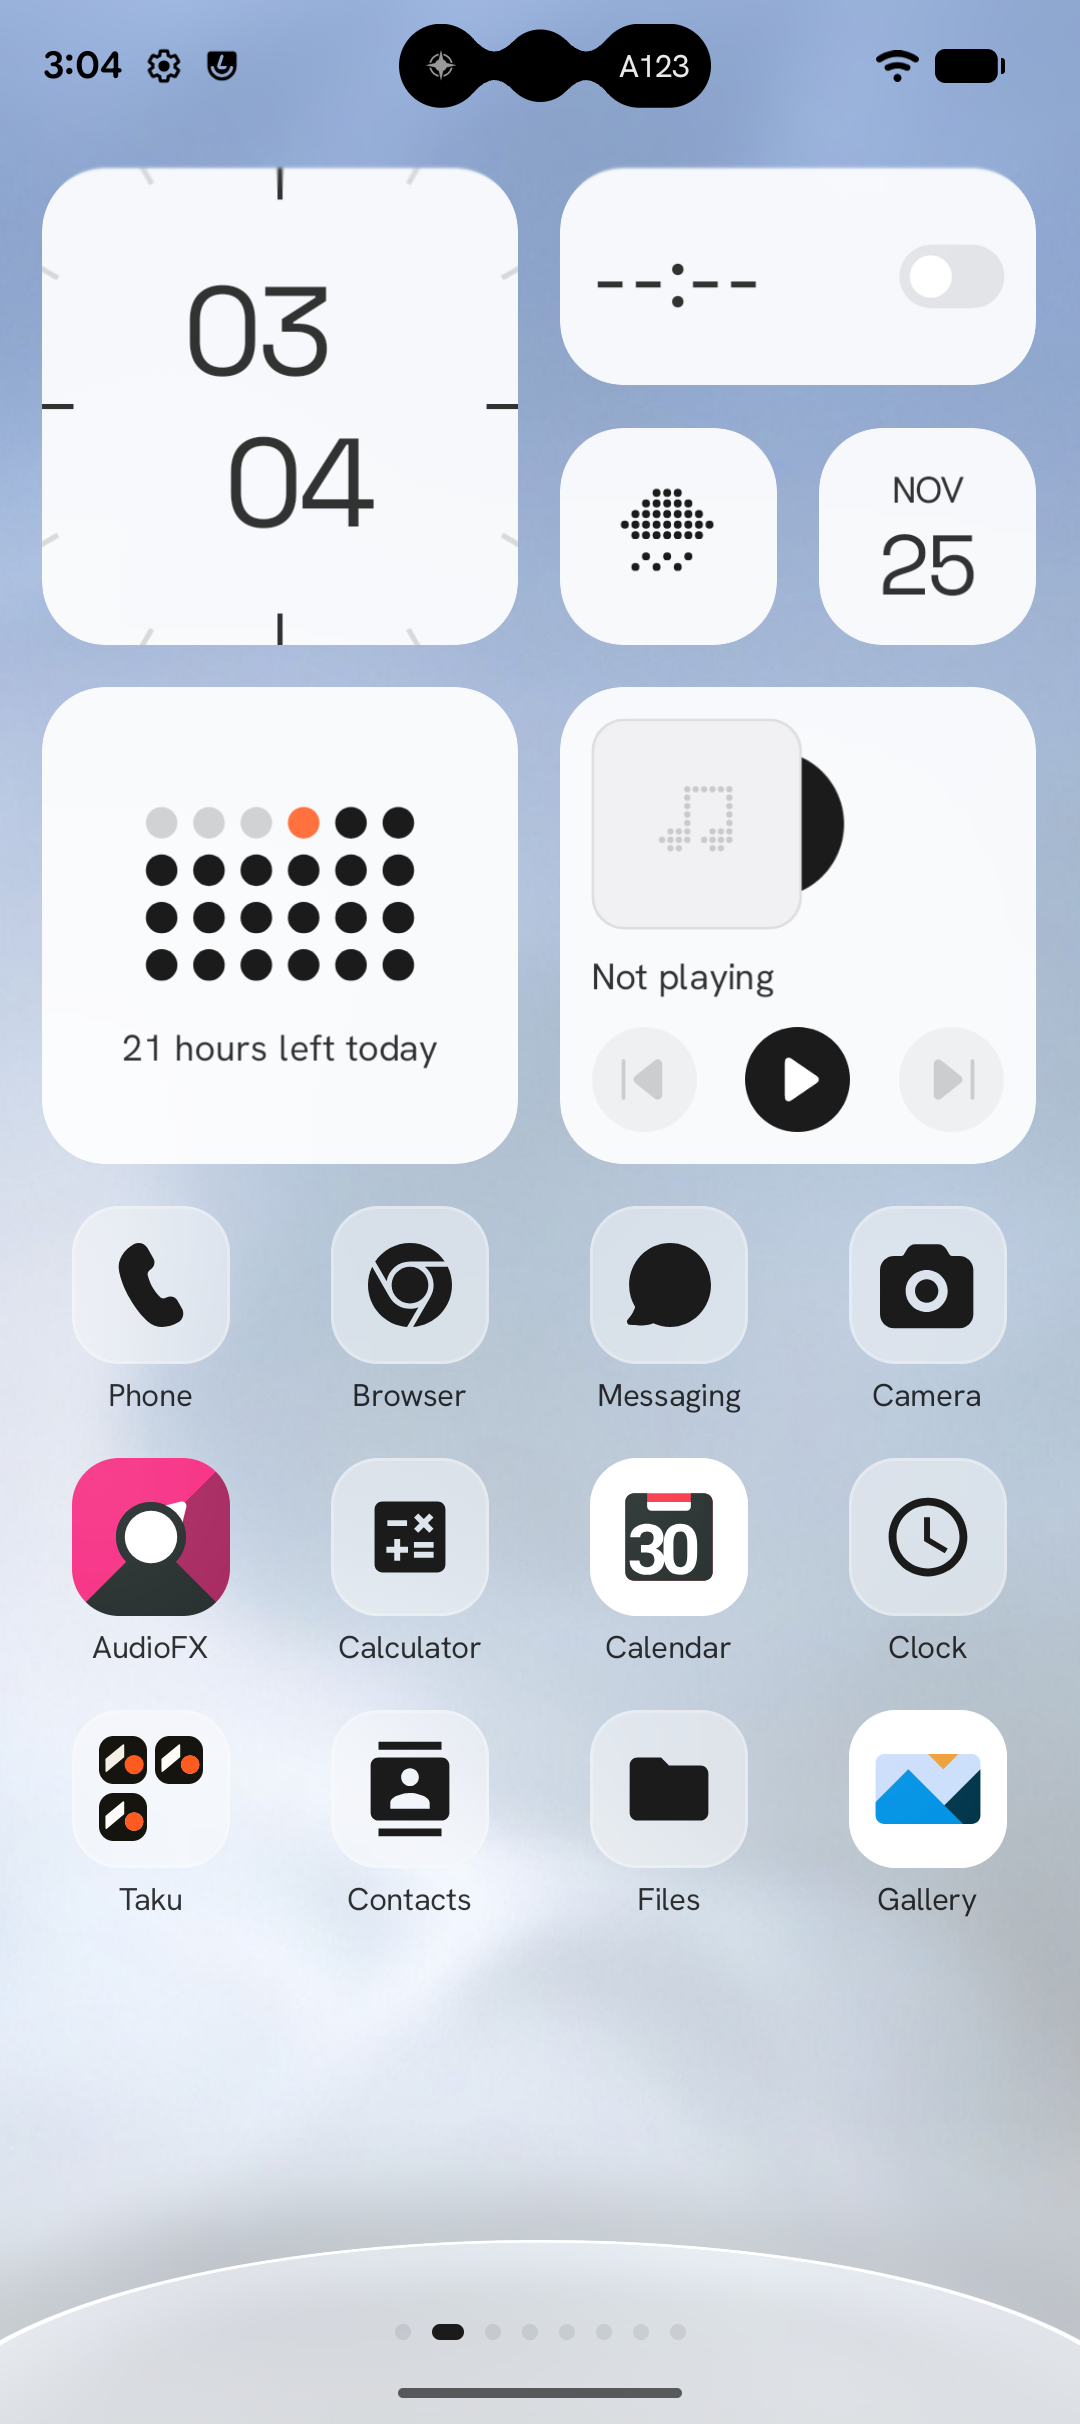 3:04
A123
03
04
--:--
NOV
25
21 hours left today
Not playing
Phone
Browser
Messaging
Camera
30
AudioFX
Calculator
Calendar
Clock
Taku
Contacts
Files
Gallery